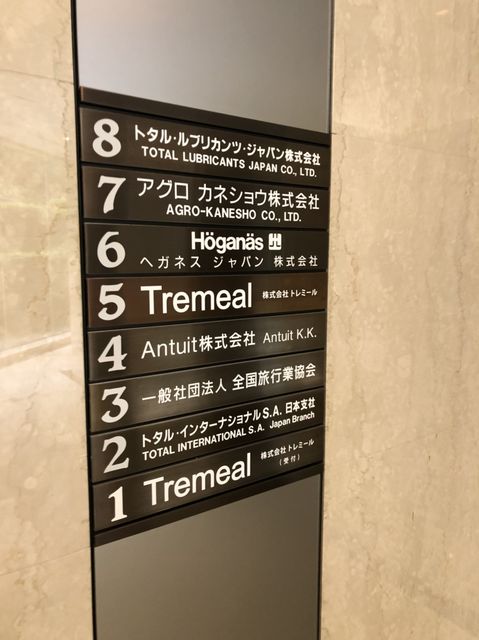 8 トタル・ルブリカンツ・ジャパン株式会社
TOTAL LUBRICANTS JAPAN CO., LTD.
7 アグロ カネショウ株式会社
AGRO-KANESHO CO., LTD.
6 Höganäs
ヘガネス ジャパン 株式会社
5 Tremeal 株式会社 トレミール
4 Antuit株式会社 Antuit K.K.
3 一般社団法人 全国旅行業協会
2 トタル・インターナショナル S.A. 日本支社
TOTAL INTERNATIONAL S.A. Japan Branch
1 Tremeal 株式会社 トレミール
(受付)